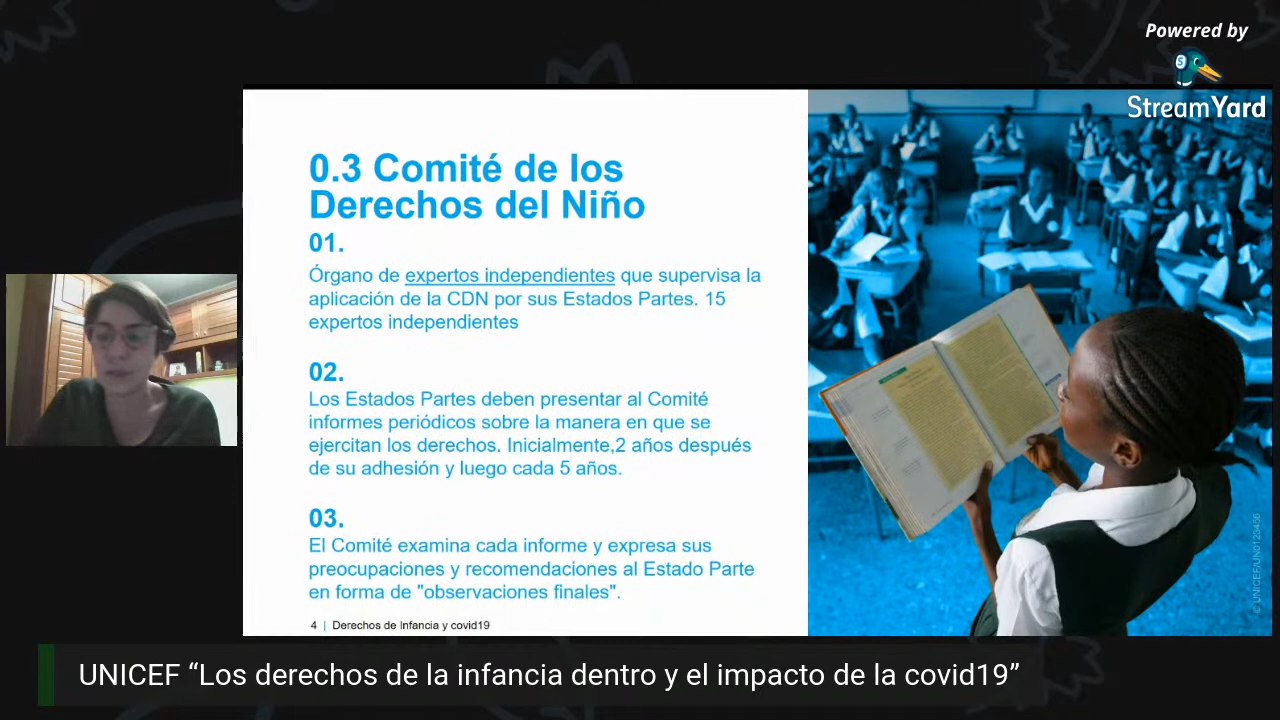 Powered by
StreamYard
0.3 Comité de los
Derechos del Niño
01.
Órgano de expertos independientes que supervisa la
aplicación de la CDN por sus Estados Partes. 15
expertos independientes
02.
Los Estados Partes deben presentar al Comité
informes periódicos sobre la manera en que se
ejercitan los derechos. Inicialmente,2 años después
de su adhesión y luego cada 5 años.
03.
El Comité examina cada informe y expresa sus
preocupaciones y recomendaciones al Estado Parte
en forma de "observaciones finales".
4 | Derechos de Infancia y covid19
© UNICEF/UN0123456
UNICEF “Los derechos de la infancia dentro y el impacto de la covid19”